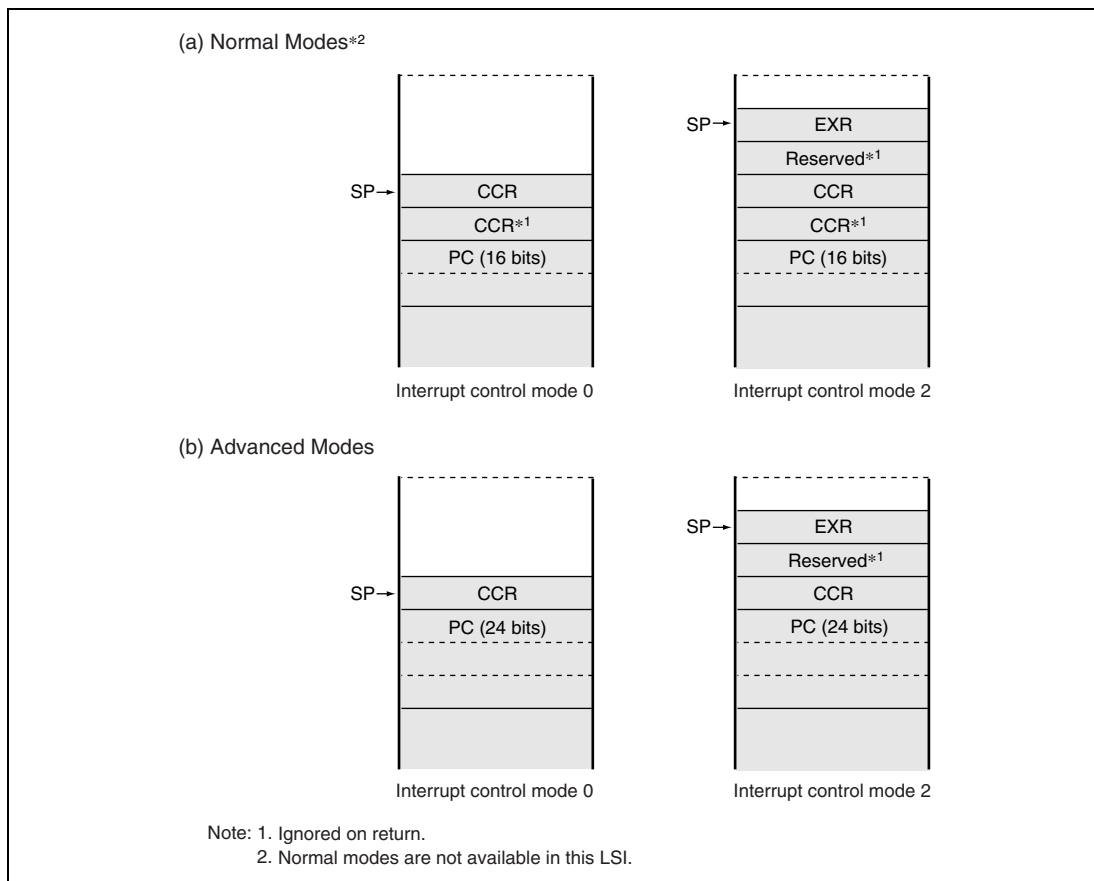 (a) Normal Modes*2
SP→ CCR
CCR*1
PC (16 bits)
Interrupt control mode 0
SP→ EXR
Reserved*1
CCR
CCR*1
PC (16 bits)
Interrupt control mode 2
(b) Advanced Modes
SP→ CCR
PC (24 bits)
Interrupt control mode 0
SP→ EXR
Reserved*1
CCR
PC (24 bits)
Interrupt control mode 2
Note: 1. Ignored on return.
2. Normal modes are not available in this LSI.